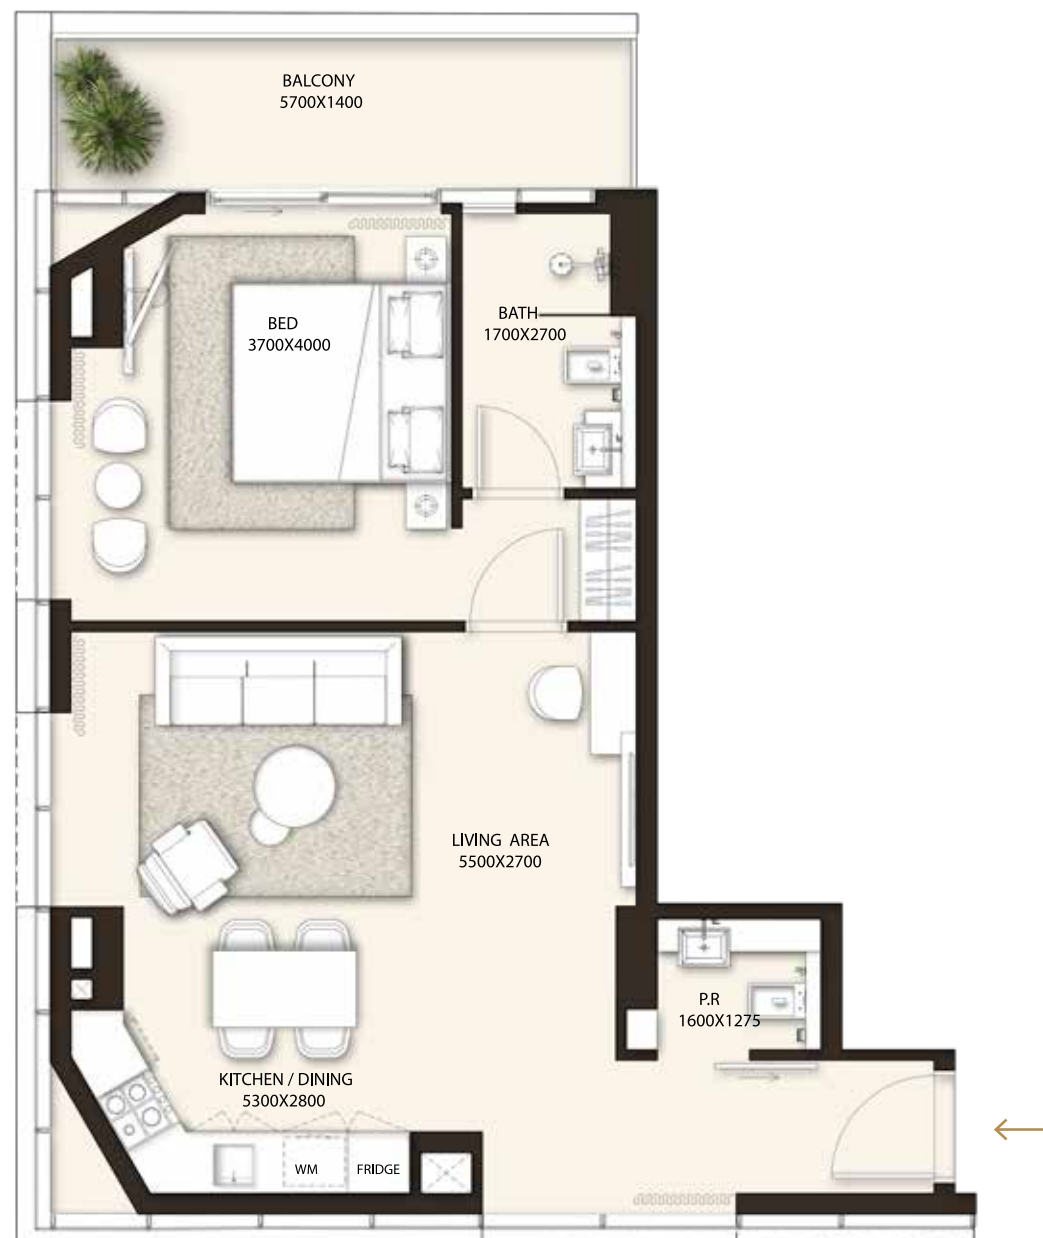 BALCONY
5700X1400
BED
3700X4000
BATH
1700X2700
LIVING AREA
5500X2700
P.R
1600X1275
KITCHEN / DINING
5300X2800
WM
FRIDGE